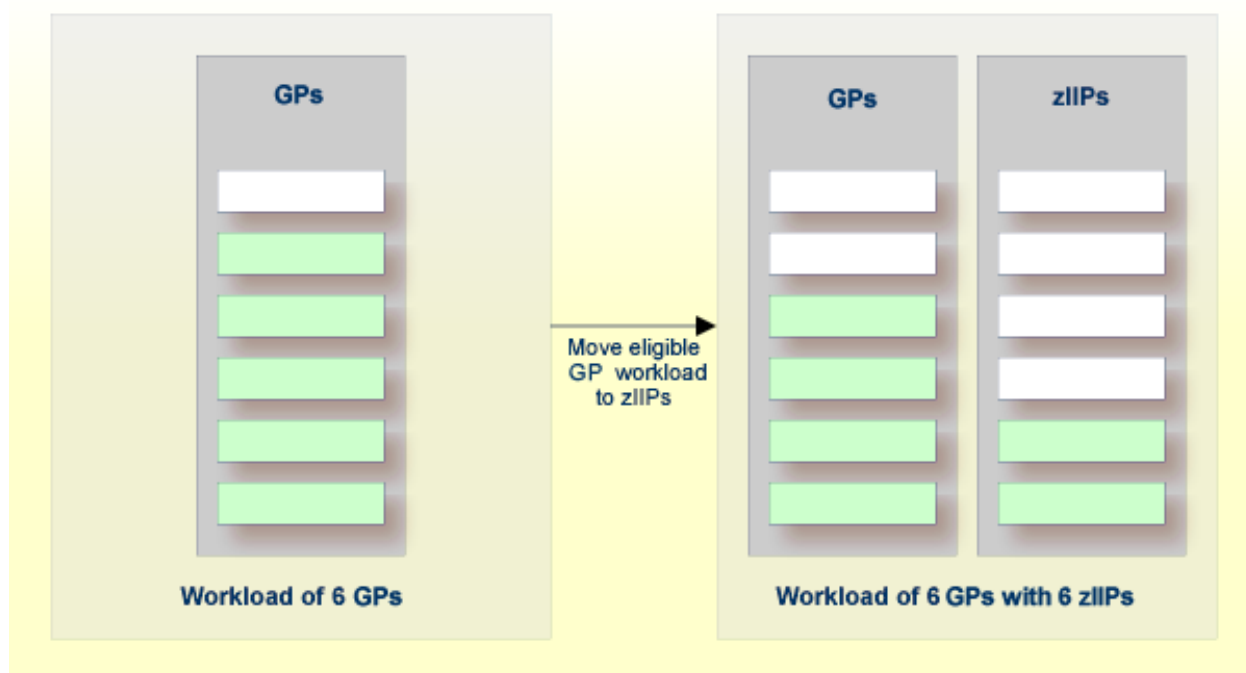 GPs
Workload of 6 GPs
Move eligible
GP workload
to zIIPs
GPs
zIIPs
Workload of 6 GPs with 6 zIIPs